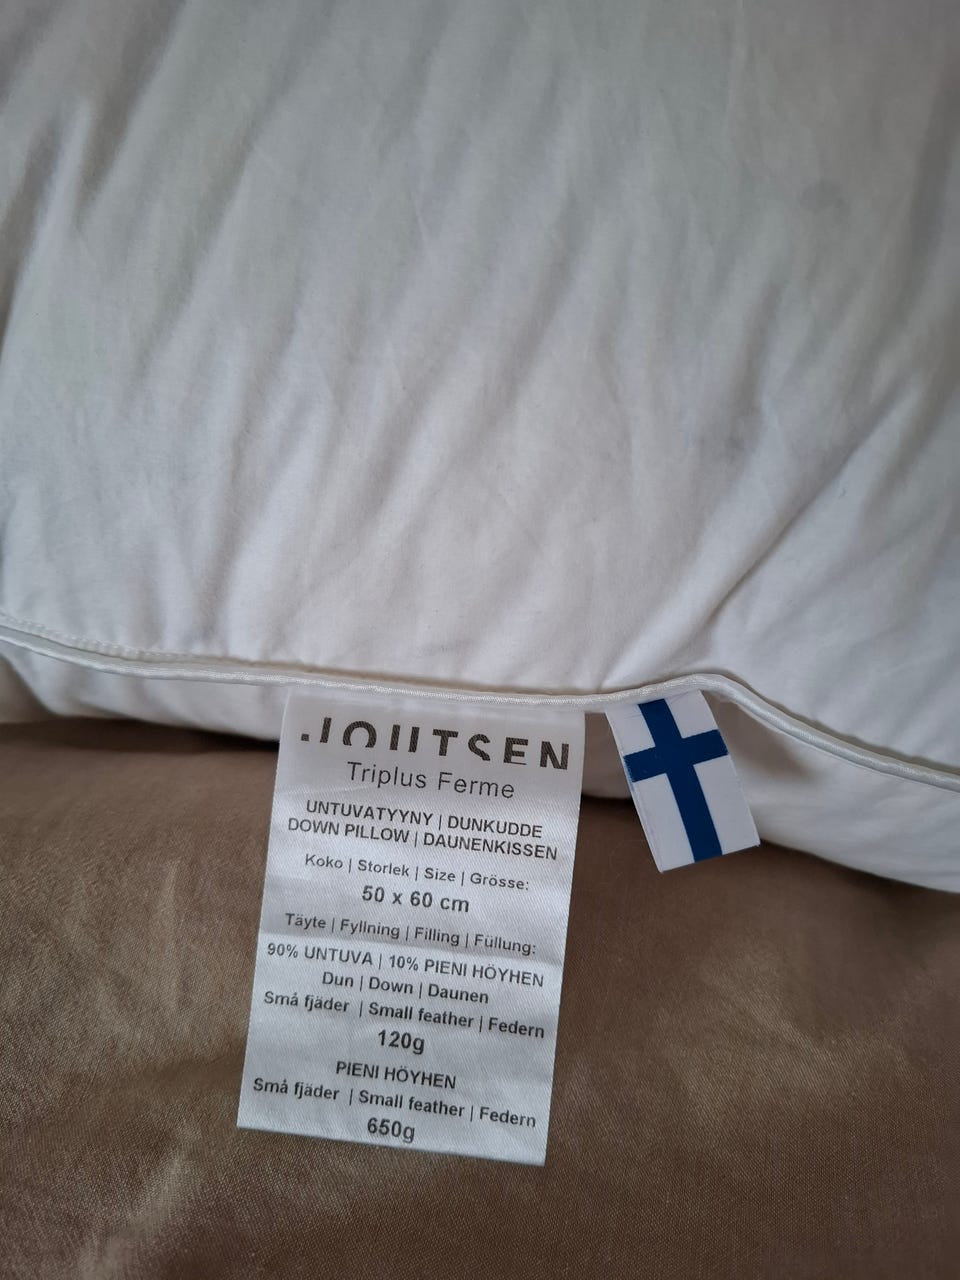 JOUTSEN
Triplus Ferme
UNTUVATYYNY | DUNKUDDE
DOWN PILLOW | DAUNENKISSEN
Koko | Storlek | Size | Grösse:
50 x 60 cm
Täyte | Fyllning | Filling | Füllung:
90% UNTUVA | 10% PIENI HÖYHEN
Dun | Down | Daunen
Små fjäder | Small feather | Federn
120g
PIENI HÖYHEN
Små fjäder | Small feather | Federn
650g